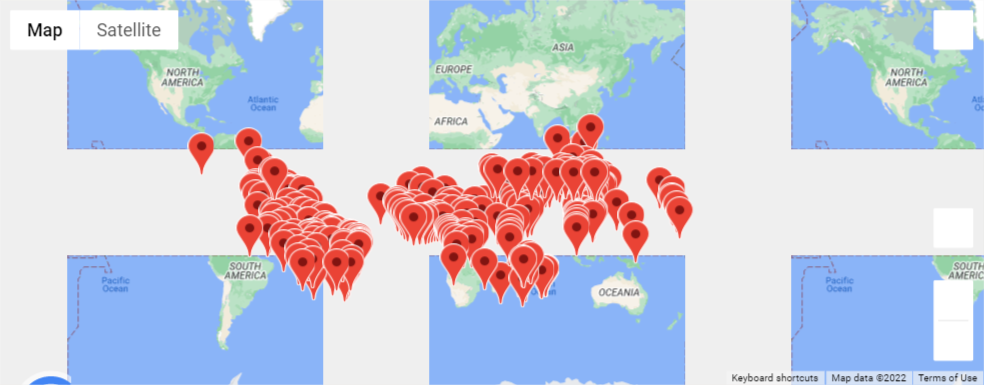 Map Satellite
NORTH
AMERICA
Atlantic
Ocean
EUROPE
ASIA
AFRICA
NORTH
AMERICA
SOUTH
AMERICA
Pacific
Ocean
OCEANIA
Pacific
Ocean
SOUTH
AMERICA
Keyboard shortcuts Map data ©2022 Terms of Use